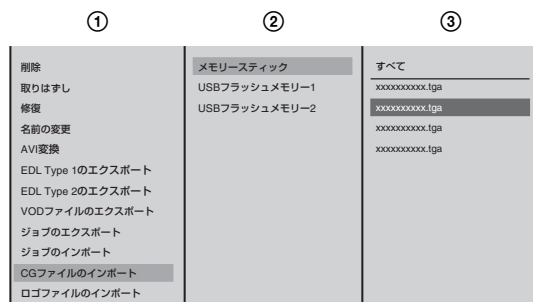 ①
②
③
削除
取りはずし
修復
名前の変更
AVI変換
EDL Type 1のエクスポート
EDL Type 2のエクスポート
VODファイルのエクスポート
ジョブのエクスポート
ジョブのインポート
CGファイルのインポート
ロゴファイルのインポート
メモリースティック
USBフラッシュメモリー1
USBフラッシュメモリー2
すべて
xxxxxxxxxx.tga
xxxxxxxxxx.tga
xxxxxxxxxx.tga
xxxxxxxxxx.tga